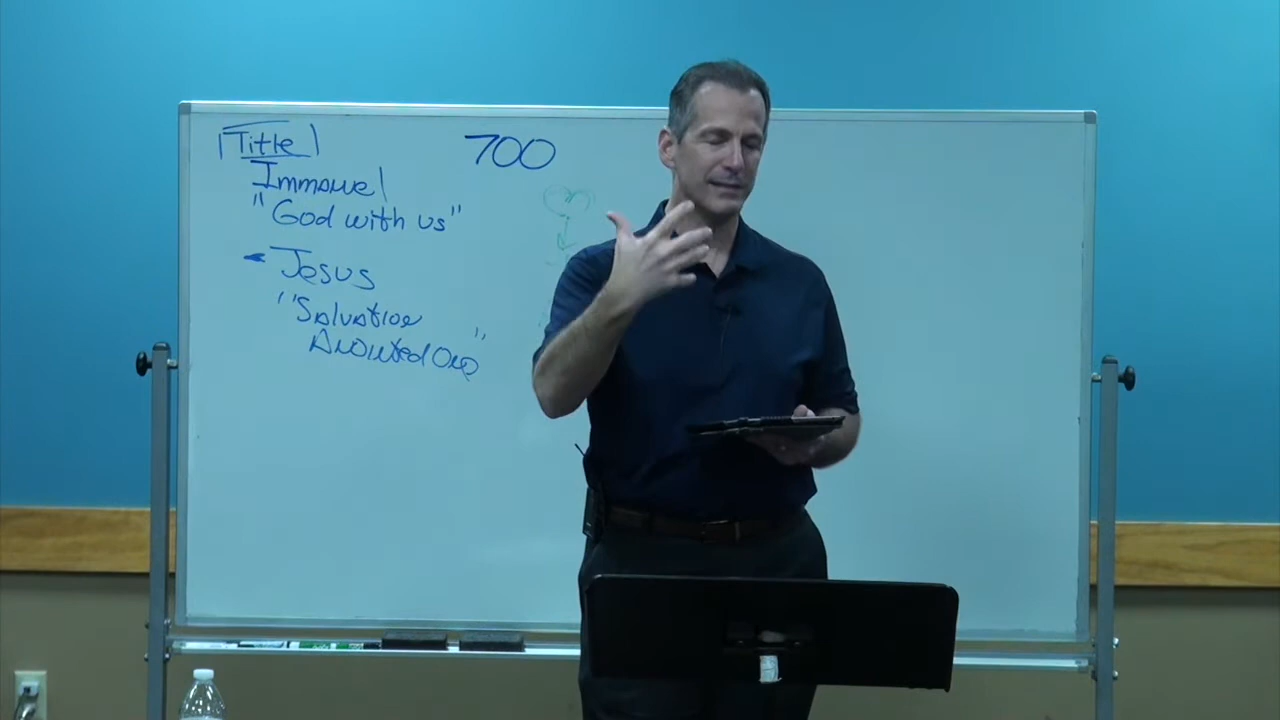 Title
700
Immanuel
"God with us"
Jesus
"Salvation
Anointed One"